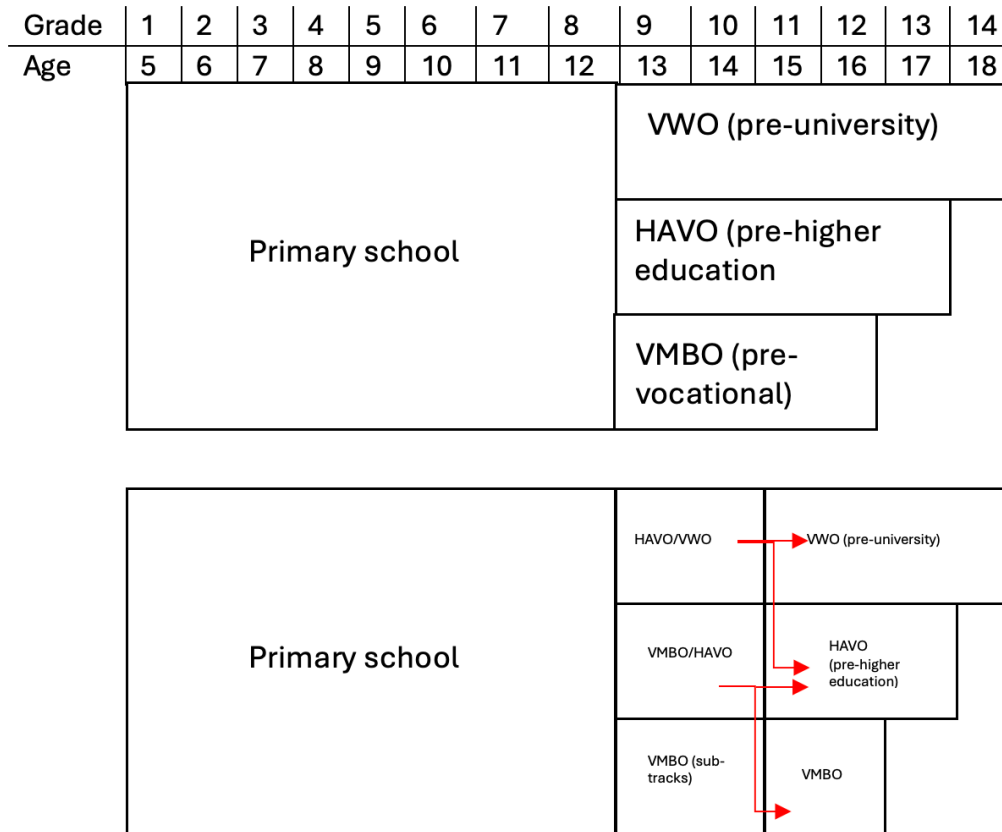 Grade 1 2 3 4 5 6 7 8 9 10 11 12 13 14
Age 5 6 7 8 9 10 11 12 13 14 15 16 17 18
VWO (pre-university)
Primary school
HAVO (pre-higher
education
VMBO (pre-
vocational)
HAVO/VWO
VWO (pre-university)
Primary school
VMBO/HAVO
HAVO
(pre-higher
education)
VMBO (sub-
tracks)
VMBO